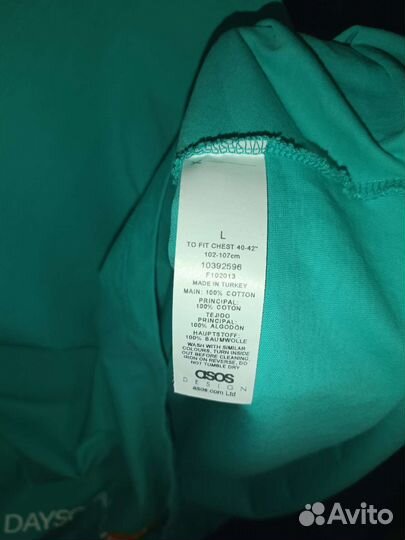 L
TO FIT CHEST 40-42"
102-107cm
10392596
F102013
MADE IN TURKEY
MAIN: 100% COTTON
PRINCIPAL:
100% COTON
TEJIDO
PRINCIPAL:
100% ALGODÓN
HAUPTSTOFF:
100% BAUMWOLLE
WASH WITH SIMILAR
COLOURS, TURN INSIDE
OUT BEFORE CLEANING
IRON ON REVERSE, DO
NOT TUMBLE DRY
asos
DESIGN
asos.com Ltd
Avito